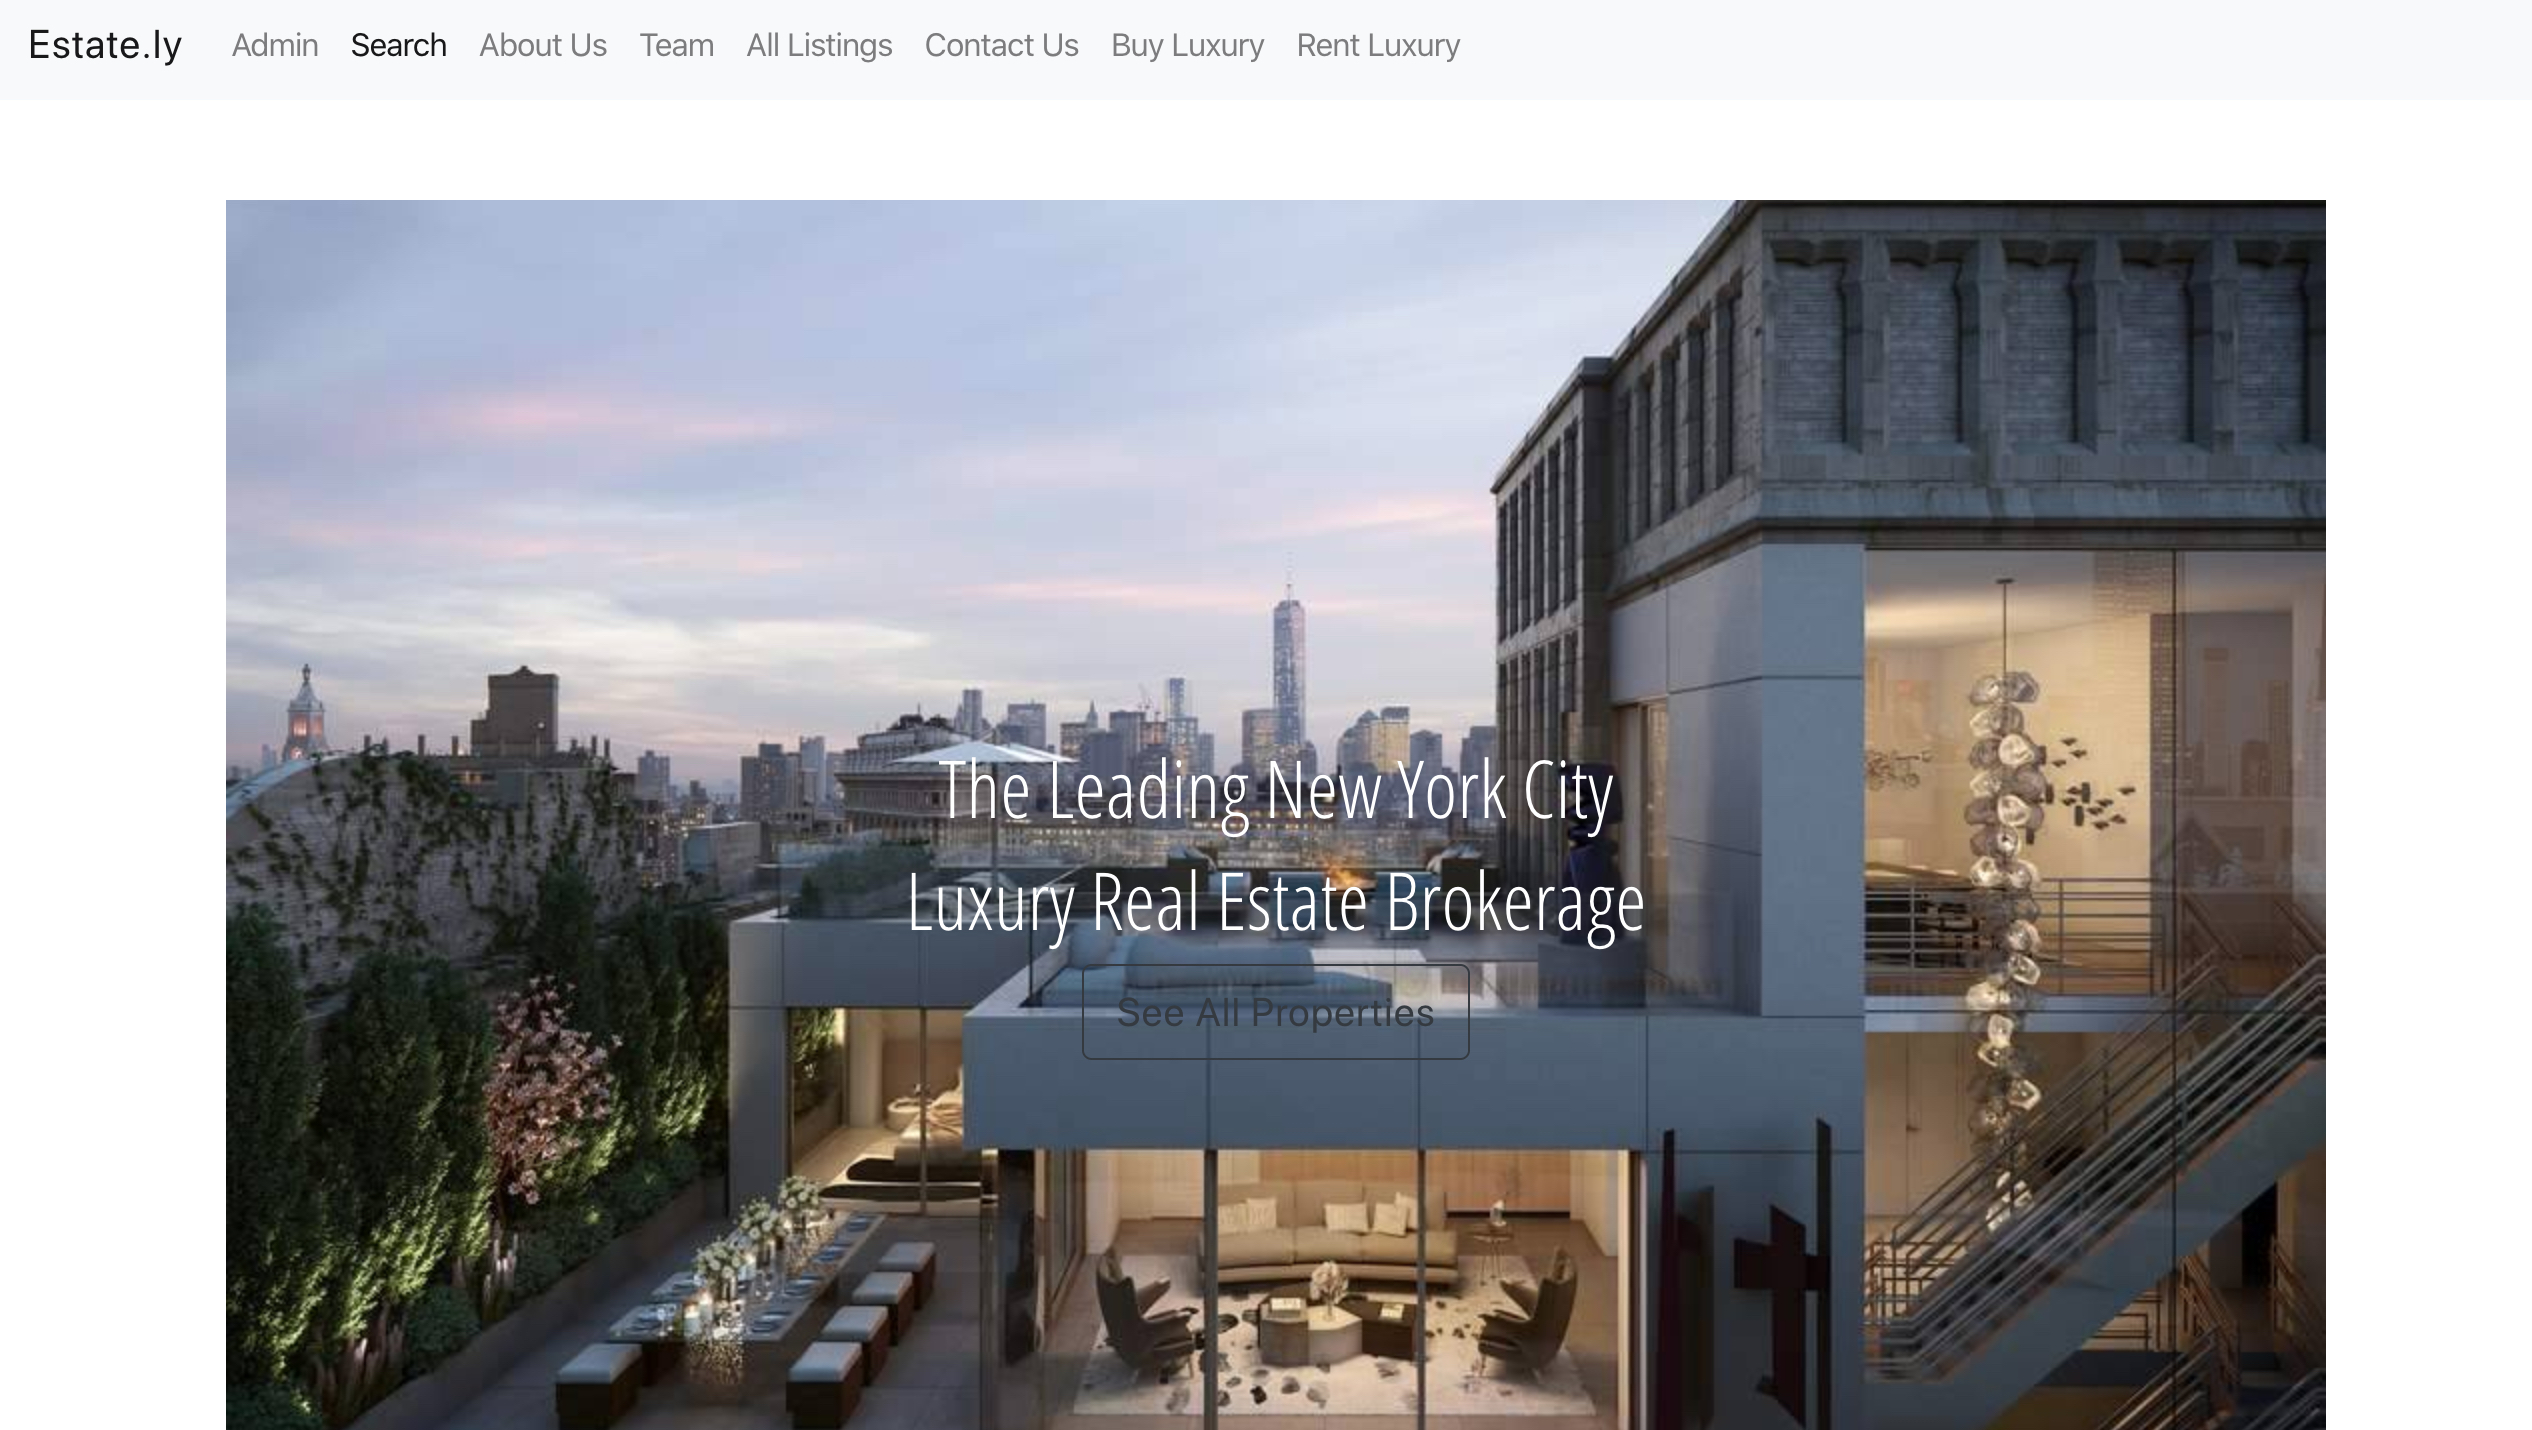 Estate.ly Admin Search About Us Team All Listings Contact Us Buy Luxury Rent Luxury
The Leading New York City
Luxury Real Estate Brokerage
See All Properties